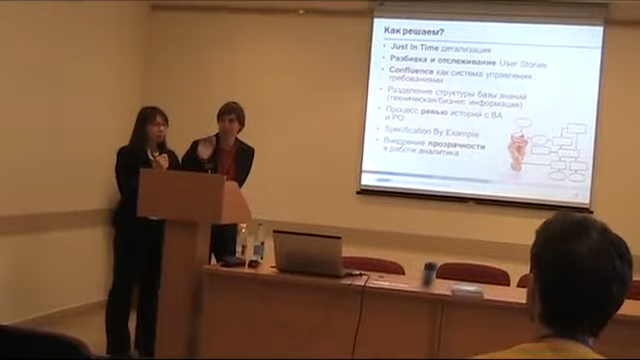 Как решаем?
Just In Time детализация
Разбивка и отслеживание User Stories
Confluence как система управления
требованиями
Разделение структуры базы знаний
(техническая/бизнес информация)
Процесс ревью историй с BA
и PO
Specification By Example
Внедрение прозрачности
в работе аналитика